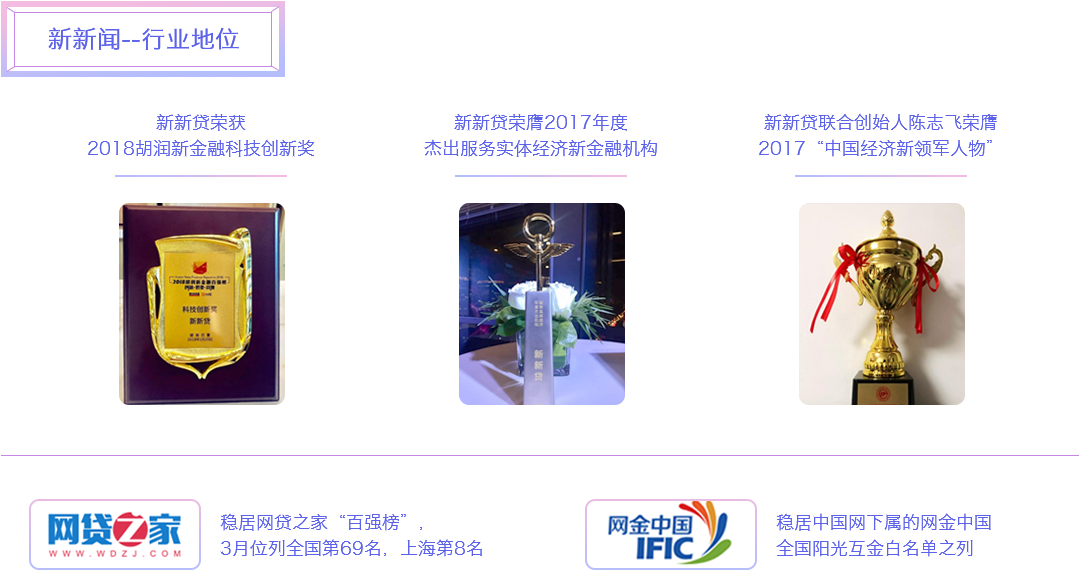 新新闻--行业地位
新新贷荣获
2018胡润新金融科技创新奖
新新贷荣膺2017年度
杰出服务实体经济新金融机构
新新贷联合创始人陈志飞荣膺
2017“中国经济新领军人物”
科技创新奖
新新贷
新新贷
网贷之家
WWW.WDZJ.COM
稳居网贷之家“百强榜”，
3月位列全国第69名，上海第8名
网金中国
IFIC
稳居中国网下属的网金中国
全国阳光互金白名单之列